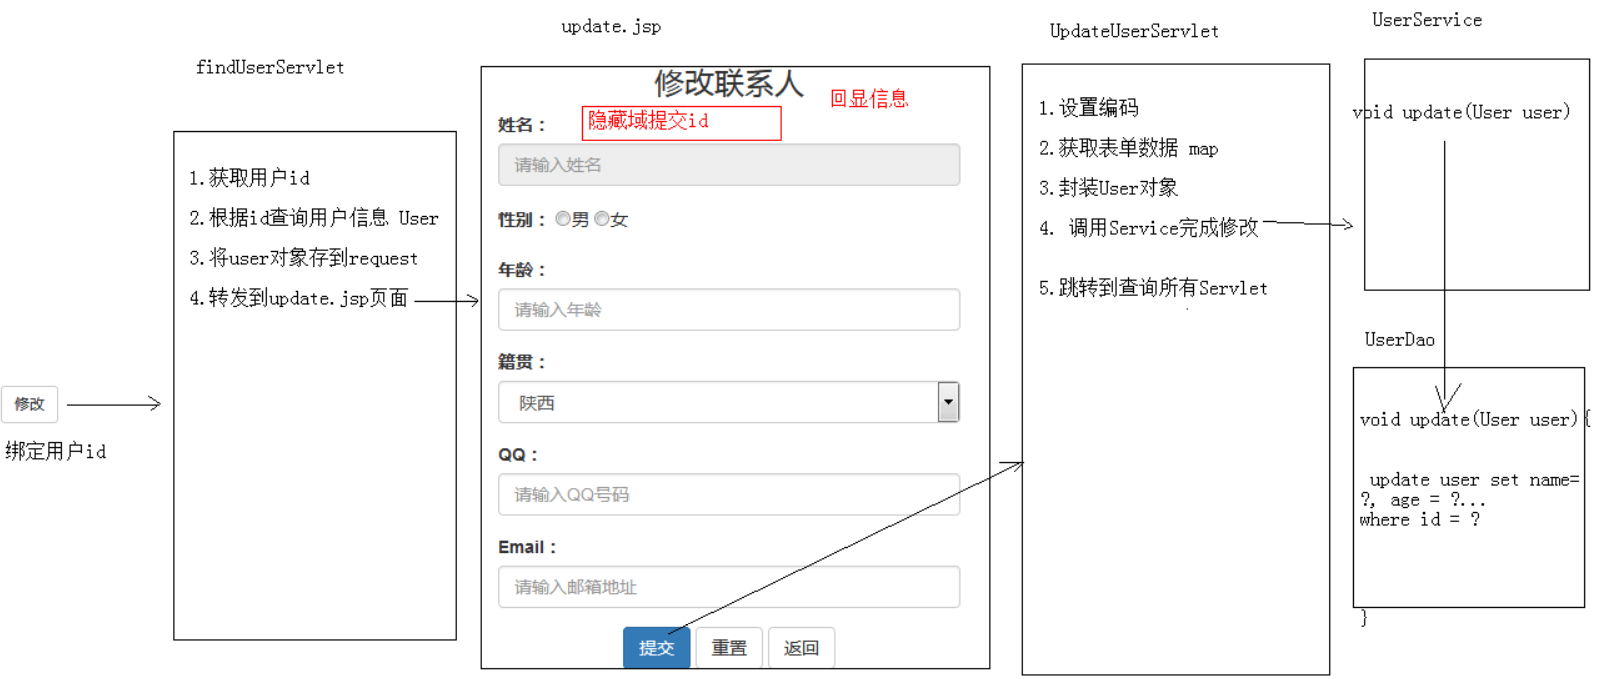 修改
绑定用户id
findUserServlet
1.获取用户id
2.根据id查询用户信息 User
3.将user对象存到request
4.转发到update.jsp页面
update.jsp
修改联系人
回显信息
隐藏域提交id
姓名：
请输入姓名
性别： 男 女
年龄：
请输入年龄
籍贯：
陕西
QQ：
请输入QQ号码
Email：
请输入邮箱地址
提交 重置 返回
UpdateUserServlet
1.设置编码
2.获取表单数据 map
3.封装User对象
4. 调用Service完成修改
5.跳转到查询所有Servlet
UserService
void update(User user)
UserDao
void update(User user){
update user set name=
?, age = ?...
where id = ?
}